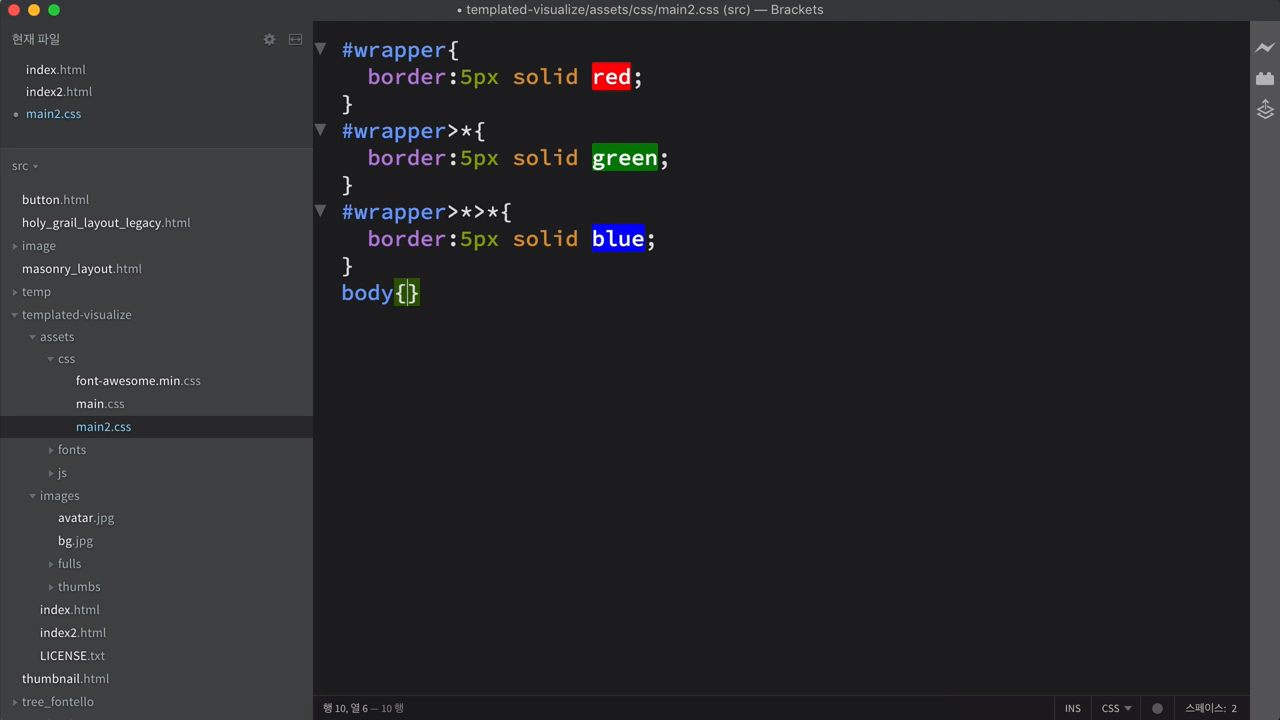 • templated-visualize/assets/css/main2.css (src) — Brackets
현재 파일
index.html
index2.html
main2.css
src
button.html
holy_grail_layout_legacy.html
image
masonry_layout.html
temp
templated-visualize
assets
css
font-awesome.min.css
main.css
main2.css
fonts
js
images
avatar.jpg
bg.jpg
fulls
thumbs
index.html
index2.html
LICENSE.txt
thumbnail.html
tree_fontello
#wrapper{
  border:5px solid red;
}
#wrapper>*{
  border:5px solid green;
}
#wrapper>*>*{
  border:5px solid blue;
}
body{}
행 10, 열 6 — 10 행
INS
CSS
스페이스: 2